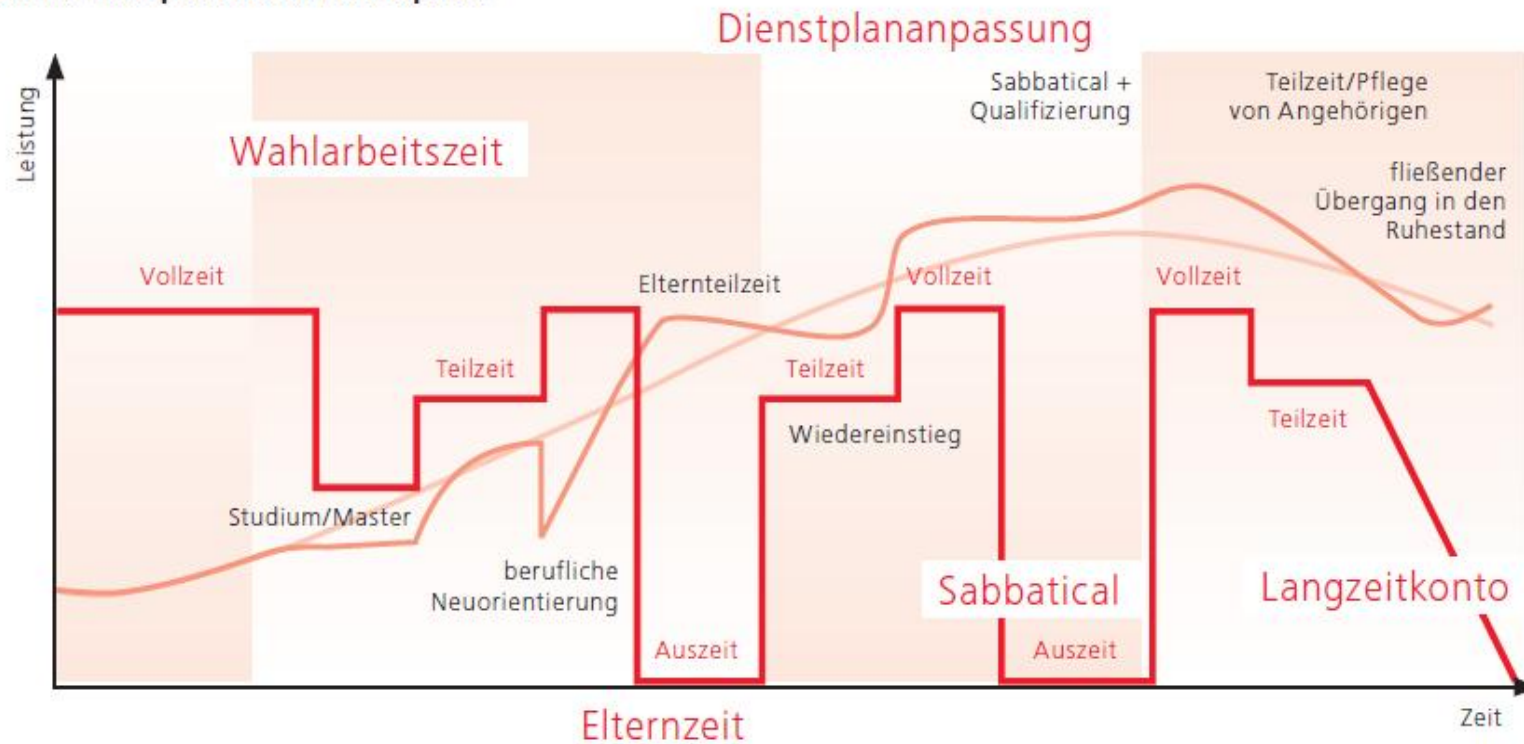 Dienstplananpassung
Leistung
Sabbatical +
Qualifizierung
Teilzeit/Pflege
von Angehörigen
Wahlarbeitszeit
fließender
Übergang in den
Ruhestand
Vollzeit
Elternteilzeit
Vollzeit
Vollzeit
Teilzeit
Teilzeit
Teilzeit
Wiedereinstieg
Studium/Master
berufliche
Neuorientierung
Sabbatical
Langzeitkonto
Auszeit
Auszeit
Elternzeit
Zeit